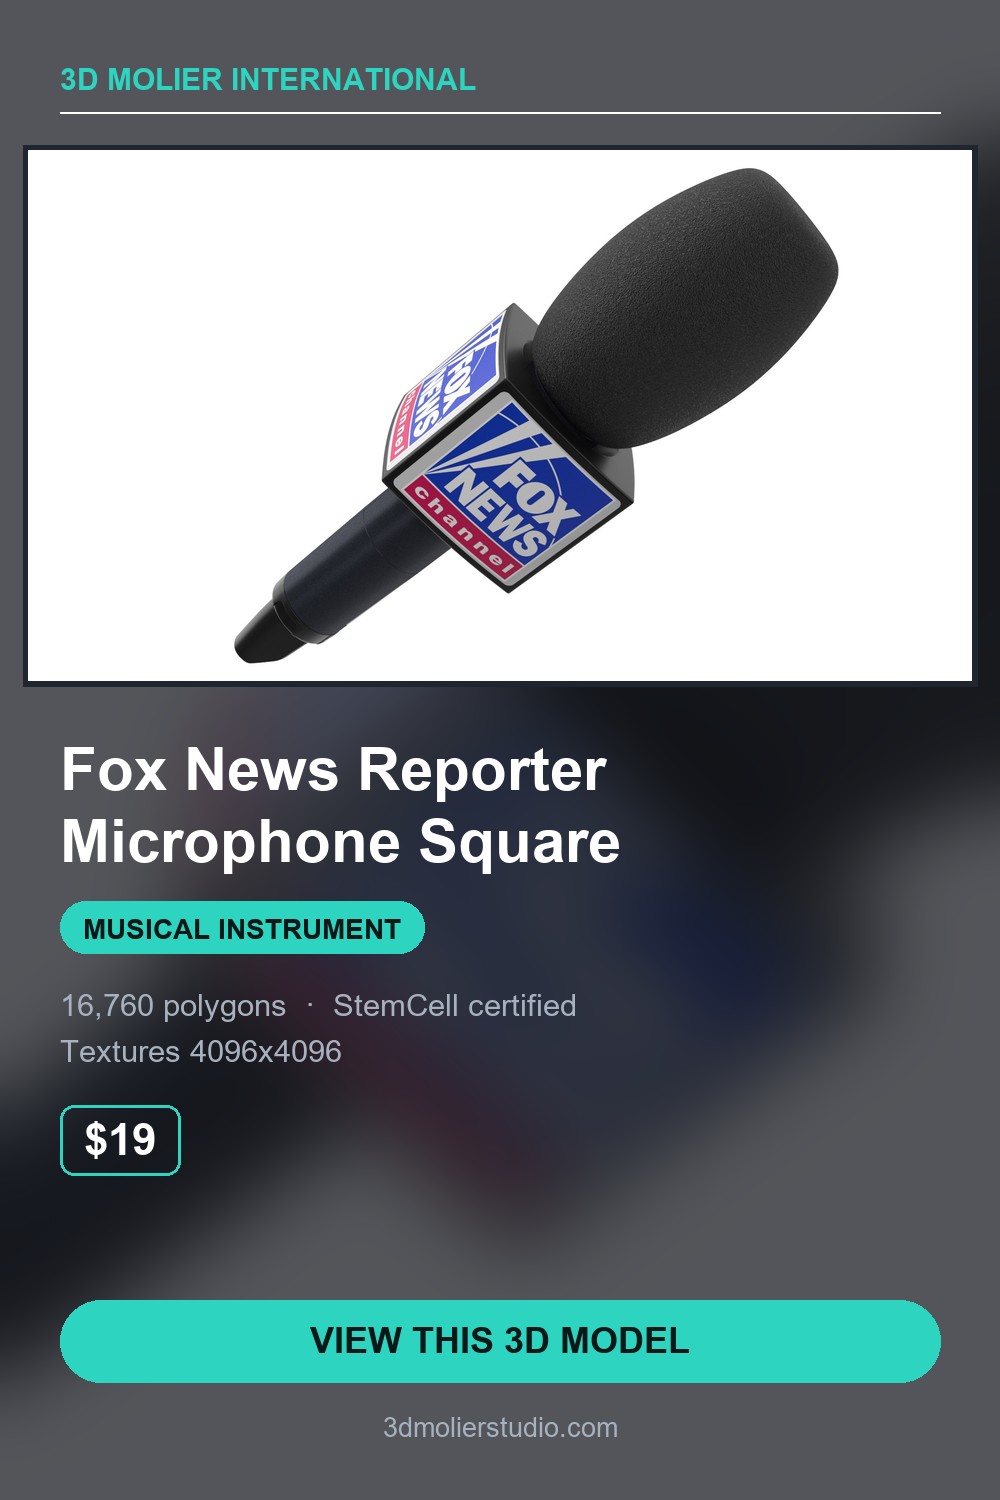 3D MOLIER INTERNATIONAL
FOX
NEWS
channel
FOX
NEWS
channel
Fox News Reporter
Microphone Square
MUSICAL INSTRUMENT
16,760 polygons · StemCell certified
Textures 4096x4096
$19
VIEW THIS 3D MODEL
3dmolierstudio.com